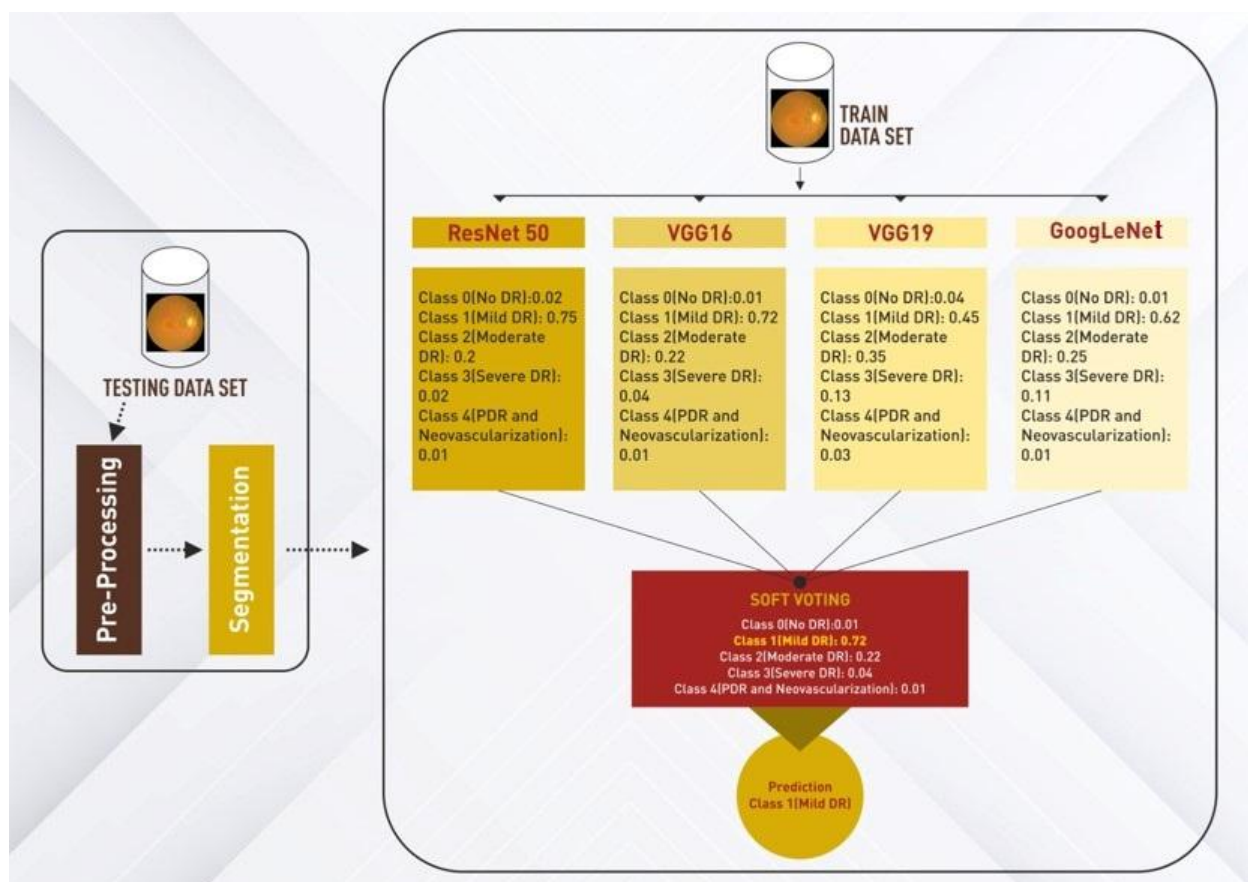 TRAIN
DATA SET
ResNet 50
Class 0(No DR):0.02
Class 1(Mild DR): 0.75
Class 2(Moderate
DR): 0.2
Class 3(Severe DR):
0.02
Class 4(PDR and
Neovascularization):
0.01
VGG16
Class 0(No DR):0.01
Class 1(Mild DR): 0.72
Class 2(Moderate
DR): 0.22
Class 3(Severe DR):
0.04
Class 4(PDR and
Neovascularization):
0.01
VGG19
Class 0(No DR):0.04
Class 1(Mild DR): 0.45
Class 2(Moderate
DR): 0.35
Class 3(Severe DR):
0.13
Class 4(PDR and
Neovascularization):
0.03
GoogLeNet
Class 0(No DR): 0.01
Class 1(Mild DR): 0.62
Class 2(Moderate
DR): 0.25
Class 3(Severe DR):
0.11
Class 4(PDR and
Neovascularization):
0.01
TESTING DATA SET
Pre-Processing
Segmentation
SOFT VOTING
Class 0(No DR):0.01
Class 1(Mild DR): 0.72
Class 2(Moderate DR): 0.22
Class 3(Severe DR): 0.04
Class 4(PDR and Neovascularization): 0.01
Prediction
Class 1(Mild DR)